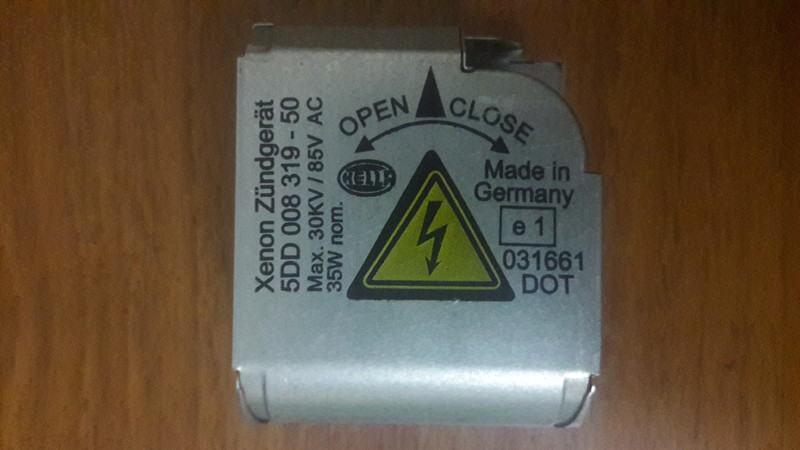 Xenon Zündgerät
5DD 008 319 - 50
Max. 30KV / 85V AC
35W nom.
OPEN CLOSE
HELLA
Made in
Germany
e 1
031661
DOT